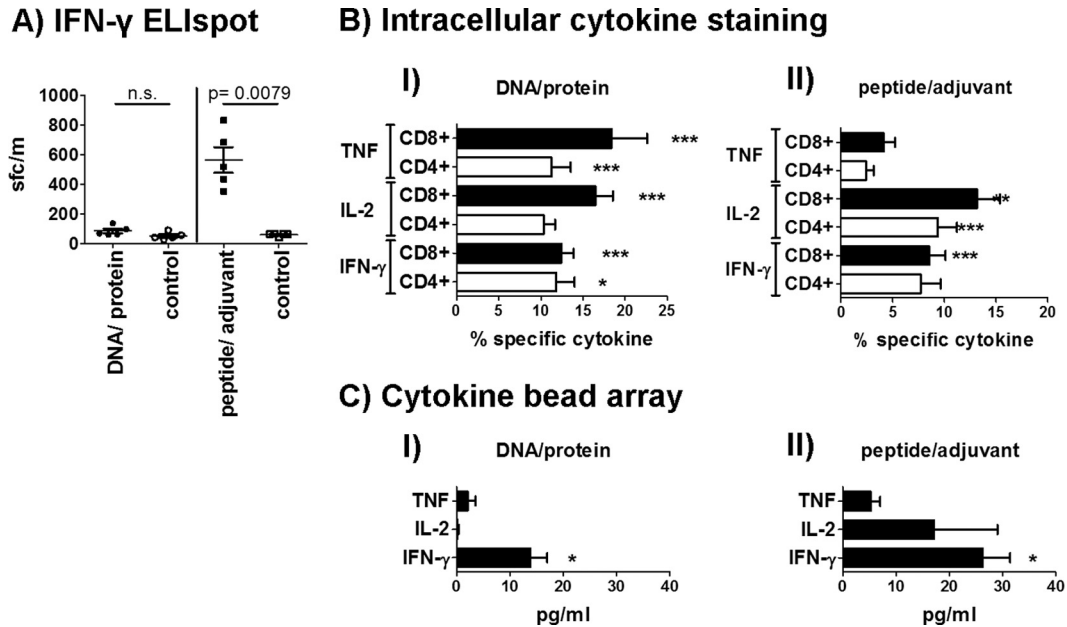 A) IFN-γ ELIspot
n.s.
p= 0.0079
sfc/m
1000
800
600
400
200
0
DNA/ protein
control
peptide/ adjuvant
control
B) Intracellular cytokine staining
I)
DNA/protein
TNF
CD8+
***
CD4+
***
IL-2
CD8+
***
CD4+
IFN-γ
CD8+
***
CD4+
*
0 5 10 15 20 25
% specific cytokine
II)
peptide/adjuvant
TNF
CD8+
CD4+
IL-2
CD8+
**
CD4+
***
IFN-γ
CD8+
***
CD4+
0 5 10 15 20
% specific cytokine
C) Cytokine bead array
I)
DNA/protein
TNF
IL-2
IFN-γ
*
0 10 20 30 40
pg/ml
II)
peptide/adjuvant
TNF
IL-2
IFN-γ
*
0 10 20 30 40
pg/ml